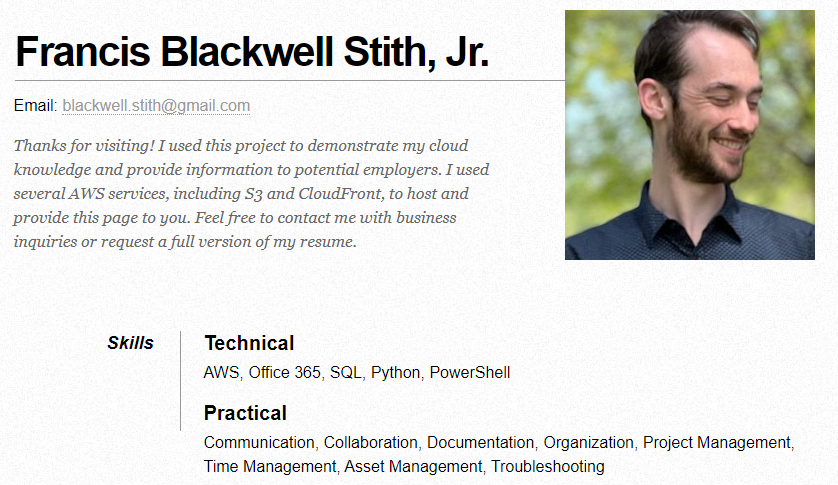 Francis Blackwell Stith, Jr.
Email: blackwell.stith@gmail.com
Thanks for visiting! I used this project to demonstrate my cloud
knowledge and provide information to potential employers. I used
several AWS services, including S3 and CloudFront, to host and
provide this page to you. Feel free to contact me with business
inquiries or request a full version of my resume.
Skills
Technical
AWS, Office 365, SQL, Python, PowerShell
Practical
Communication, Collaboration, Documentation, Organization, Project Management,
Time Management, Asset Management, Troubleshooting